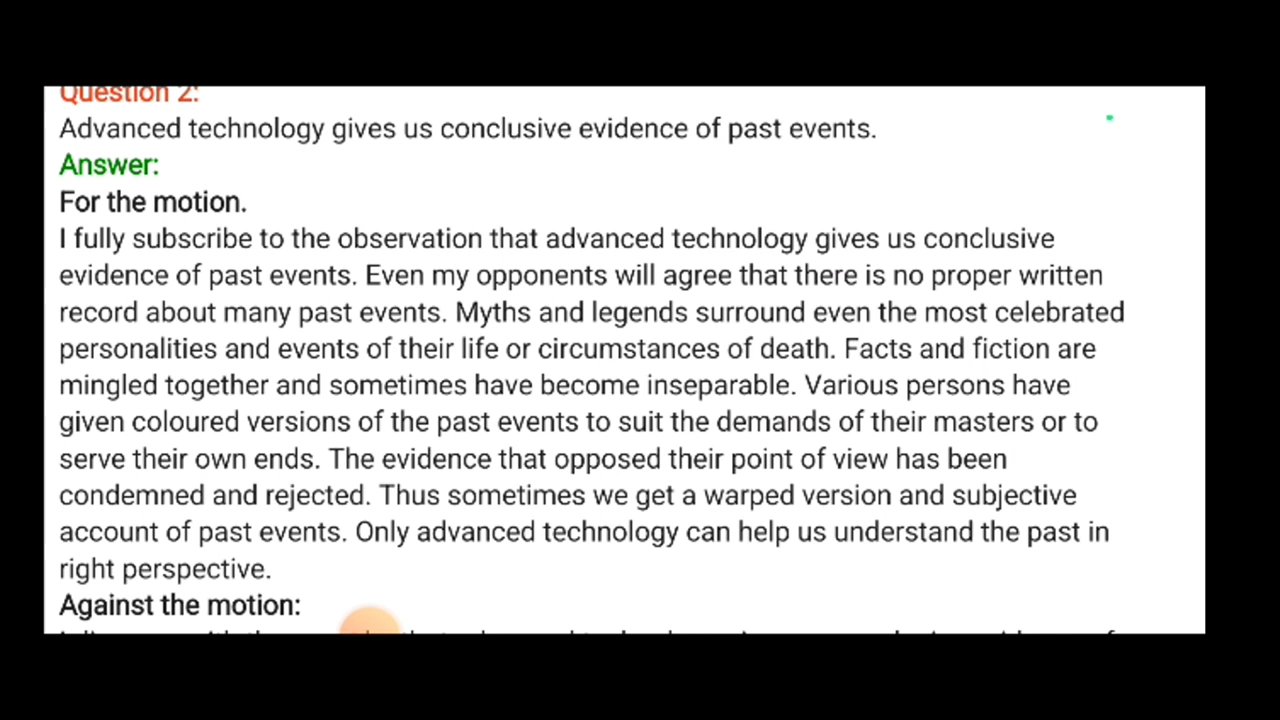 Question 2:
Advanced technology gives us conclusive evidence of past events.
Answer:
For the motion.
I fully subscribe to the observation that advanced technology gives us conclusive
evidence of past events. Even my opponents will agree that there is no proper written
record about many past events. Myths and legends surround even the most celebrated
personalities and events of their life or circumstances of death. Facts and fiction are
mingled together and sometimes have become inseparable. Various persons have
given coloured versions of the past events to suit the demands of their masters or to
serve their own ends. The evidence that opposed their point of view has been
condemned and rejected. Thus sometimes we get a warped version and subjective
account of past events. Only advanced technology can help us understand the past in
right perspective.
Against the motion: